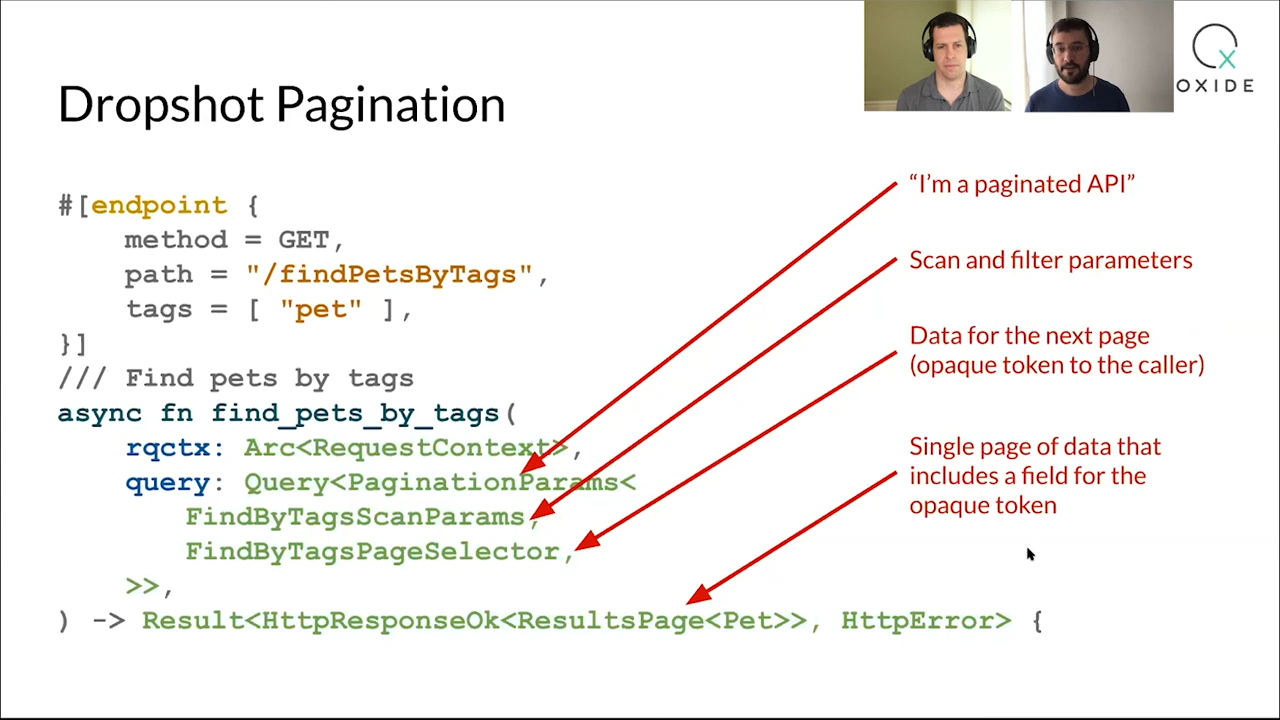 Dropshot Pagination
OXIDE
#[endpoint {
method = GET,
path = "/findPetsByTags",
tags = [ "pet" ],
}]
/// Find pets by tags
async fn find_pets_by_tags(
rqctx: Arc<RequestContext>,
query: Query<PaginationParams<
FindByTagsScanParams,
FindByTagsPageSelector,
>>,
) -> Result<HttpResponseOk<ResultsPage<Pet>>, HttpError> {
“I’m a paginated API”
Scan and filter parameters
Data for the next page
(opaque token to the caller)
Single page of data that
includes a field for the
opaque token